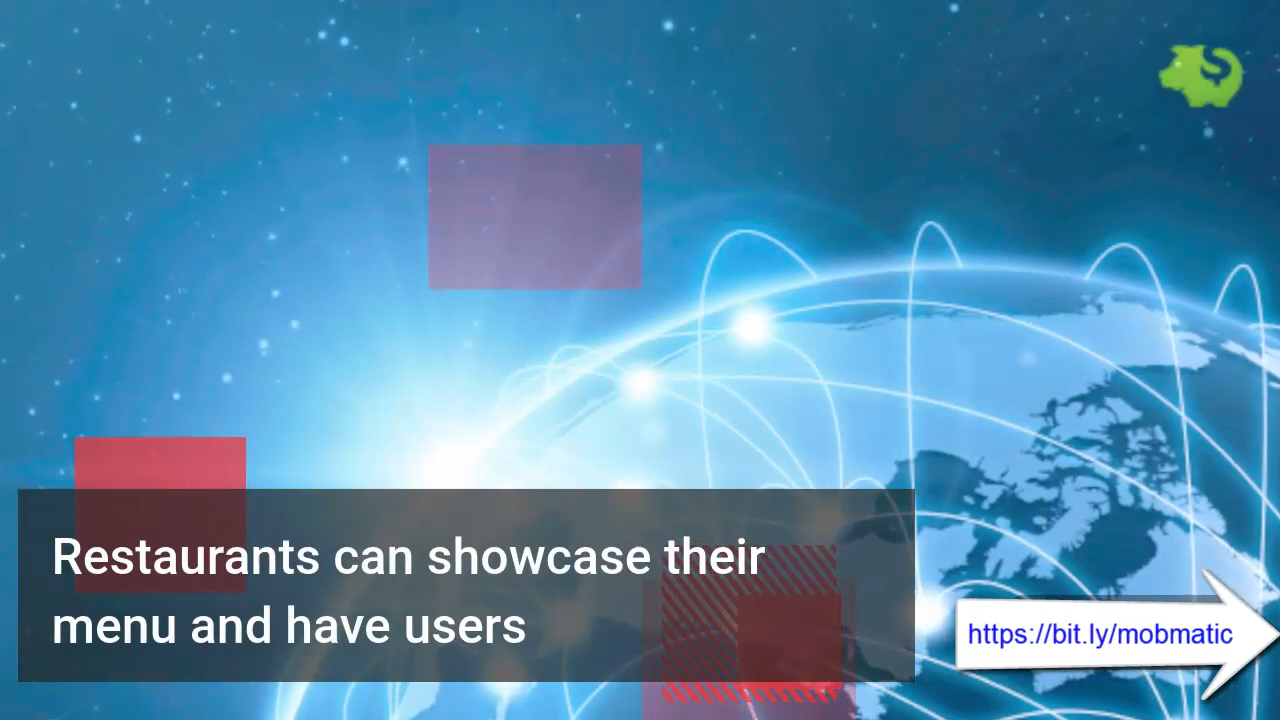 Restaurants can showcase their
menu and have users
https://bit.ly/mobmatic